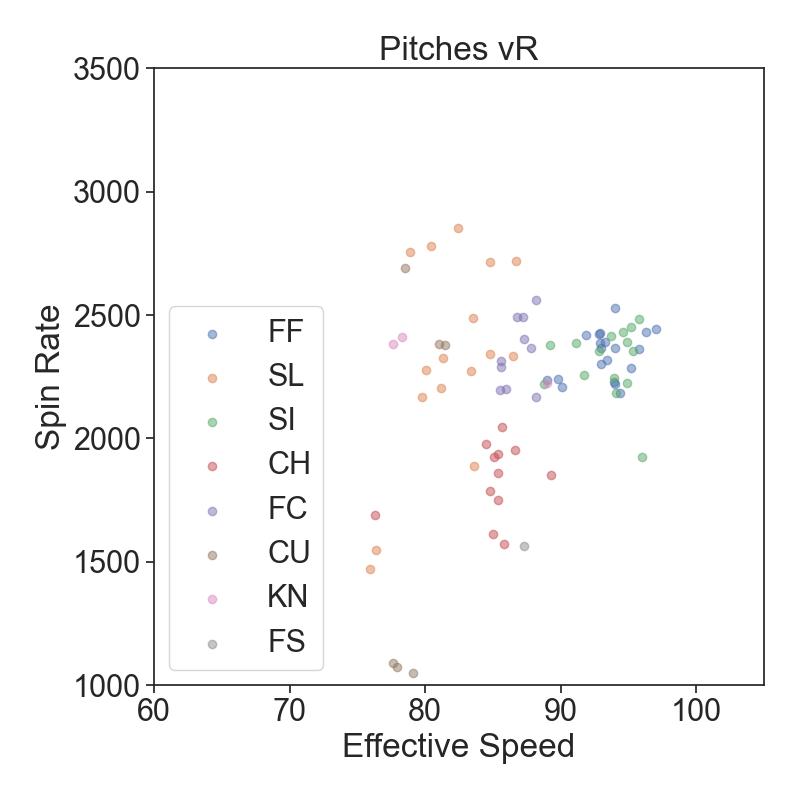 Pitches vR
3500
3000
2500
2000
1500
1000
Spin Rate
FF
SL
SI
CH
FC
CU
KN
FS
60 70 80 90 100
Effective Speed